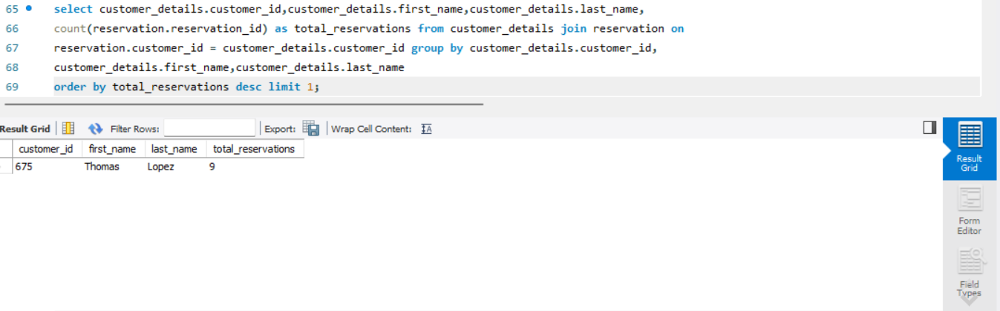 65 select customer_details.customer_id,customer_details.first_name,customer_details.last_name,
66 count(reservation.reservation_id) as total_reservations from customer_details join reservation on
67 reservation.customer_id = customer_details.customer_id group by customer_details.customer_id,
68 customer_details.first_name,customer_details.last_name
69 order by total_reservations desc limit 1;
Result Grid Filter Rows: Export: Wrap Cell Content: IA
customer_id first_name last_name total_reservations
675 Thomas Lopez 9
Result
Grid
Form
Editor
Field
Types